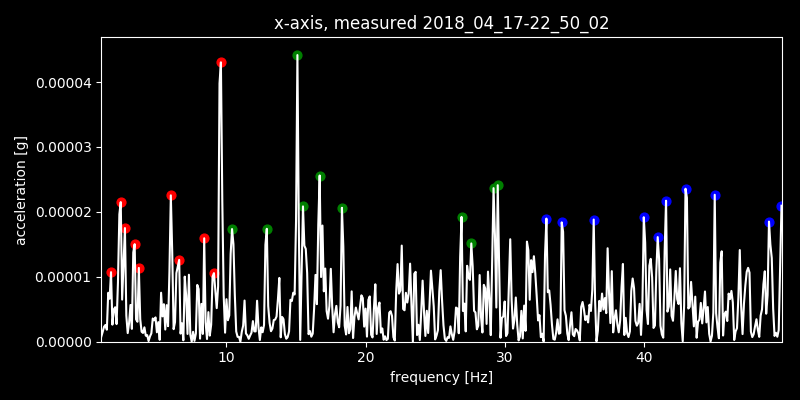 x-axis, measured 2018_04_17-22_50_02
0.00004
0.00003
0.00002
0.00001
0.00000
acceleration [g]
10 20 30 40
frequency [Hz]